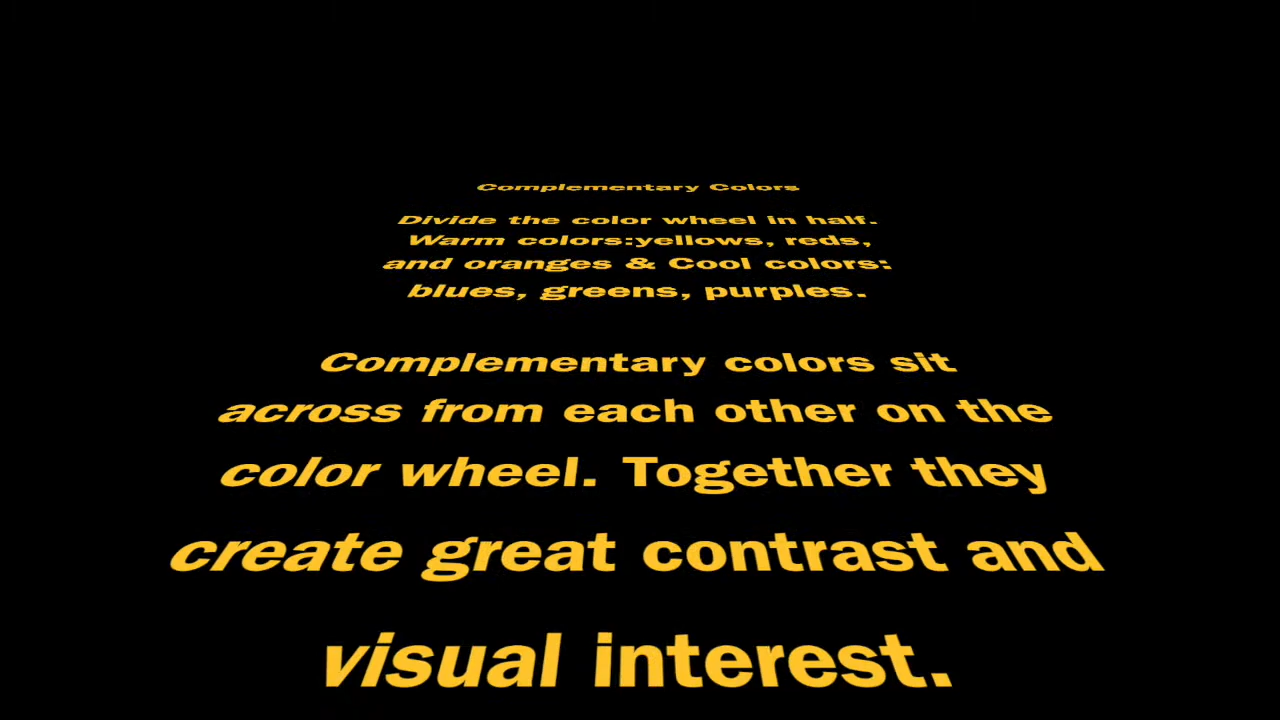 Complementary Colors
Divide the color wheel in half.
Warm colors:yellows, reds,
and oranges & Cool colors:
blues, greens, purples.
Complementary colors sit
across from each other on the
color wheel. Together they
create great contrast and
visual interest.